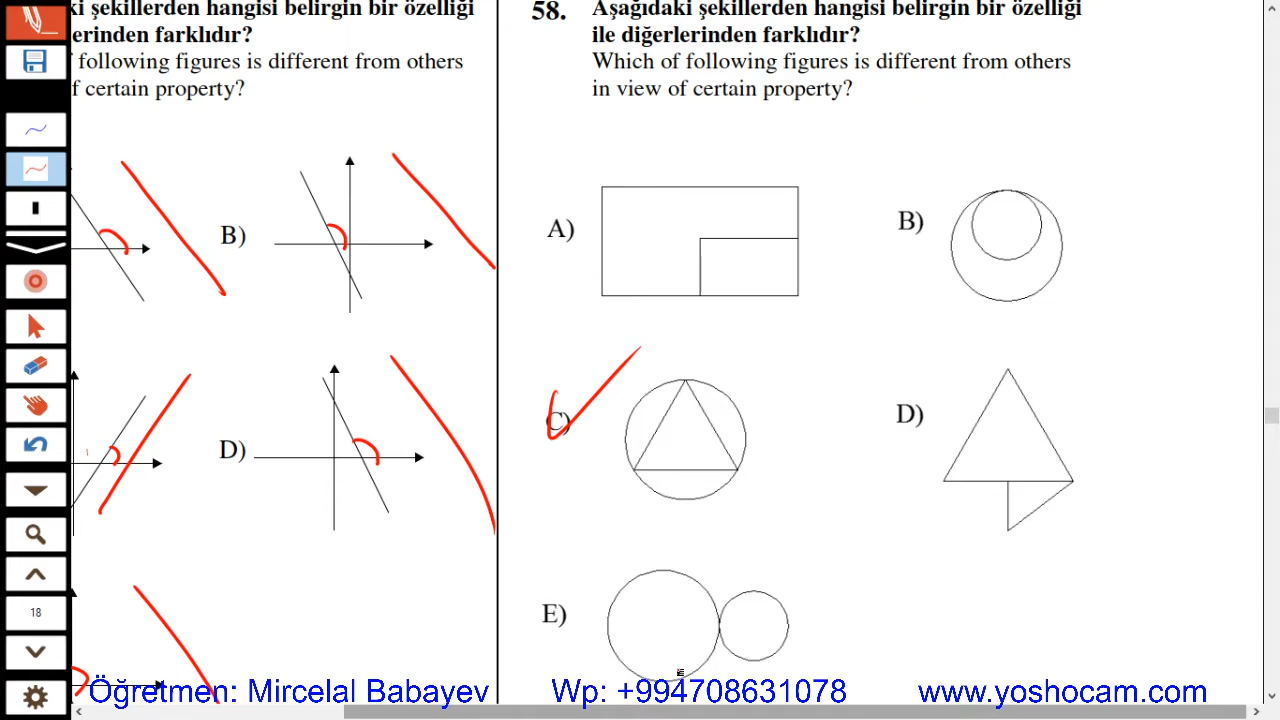 ki şekillerden hangisi belirgin bir özelliği
lerinden farklıdır?
f following figures is different from others
f certain property?
B)
D)
58. Aşağıdaki şekillerden hangisi belirgin bir özelliği
ile diğerlerinden farklıdır?
Which of following figures is different from others
in view of certain property?
A)
B)
C)
D)
E)
18
Öğretmen: Mircelal Babayev Wp: +994708631078 www.yoshocam.com